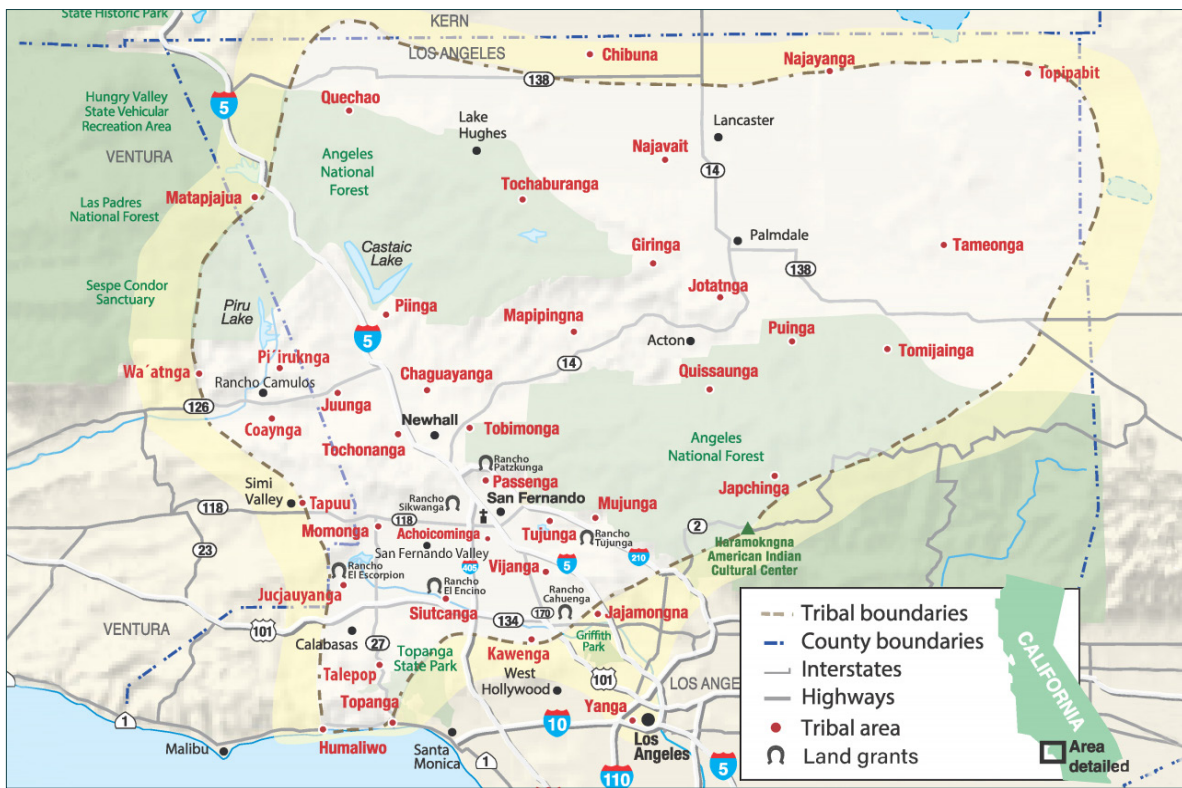 State Historic Park
KERN
LOS ANGELES
Chibuna
Najayanga
Topipabit
138
5
Hungry Valley
State Vehicular
Recreation Area
Quechao
Lake
Hughes
Lancaster
VENTURA
Angeles
National
Forest
Najavait
14
Matapjajua
Tochaburanga
Las Padres
National Forest
Castaic
Lake
Giringa
Palmdale
Tameonga
138
Sespe Condor
Sanctuary
Piru
Lake
Piinga
Jotatnga
Mapipingna
Puinga
5
Acton
Tomijainga
Wa´atnga
Pi´iruknga
14
Rancho Camulos
Chaguayanga
Quissaunga
126
Juunga
Coaynga
Newhall
Tobimonga
Tochonanga
Angeles
National Forest
Rancho
Patzkunga
Passenga
Japchinga
Simi
Valley
Tapuu
Rancho
Sikwanga
San Fernando
Mujunga
118
Momonga
118
Achoicominga
Tujunga
Rancho
Tujunga
2
23
San Fernando Valley
Haramokngna
American Indian
Cultural Center
Rancho
El Escorpion
405
Vijanga
5
210
Jucjauyanga
Rancho
El Encino
Rancho
Cahuenga
Siutcanga
134
170
Jajamongna
VENTURA
101
Calabasas
27
Topanga
State Park
Kawenga
Griffith
Park
Talepop
West
Hollywood
101
LOS ANGE
1
Topanga
Yanga
10
Humaliwo
Malibu
Santa
Monica
1
Los
Angeles
110
5
Tribal boundaries
County boundaries
Interstates
Highways
Tribal area
Land grants
CALIFORNIA
Area
detailed